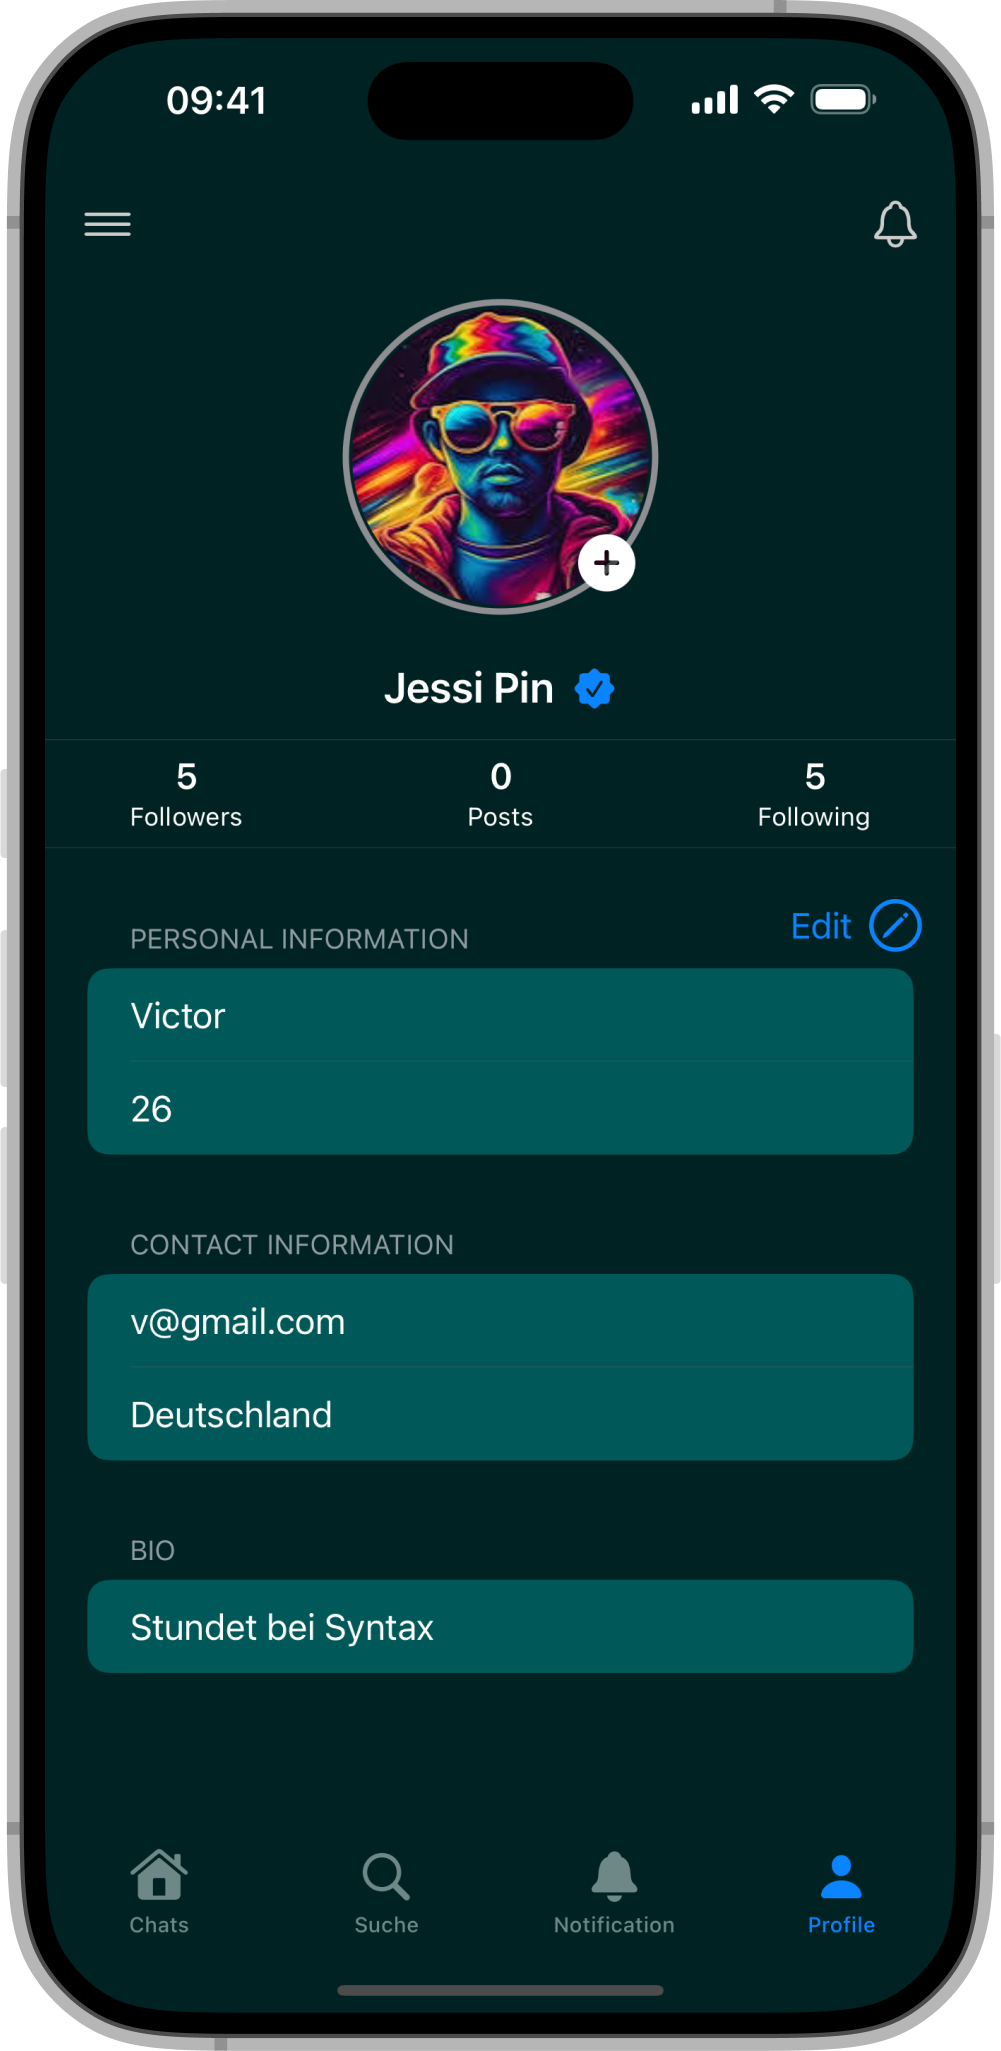 09:41
Jessi Pin
5 0 5
Followers Posts Following
PERSONAL INFORMATION Edit
Victor
26
CONTACT INFORMATION
v@gmail.com
Deutschland
BIO
Stundet bei Syntax
Chats Suche Notification Profile